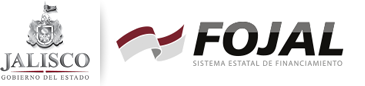 JALISCO
GOBIERNO DEL ESTADO
FOJAL
SISTEMA ESTATAL DE FINANCIAMIENTO